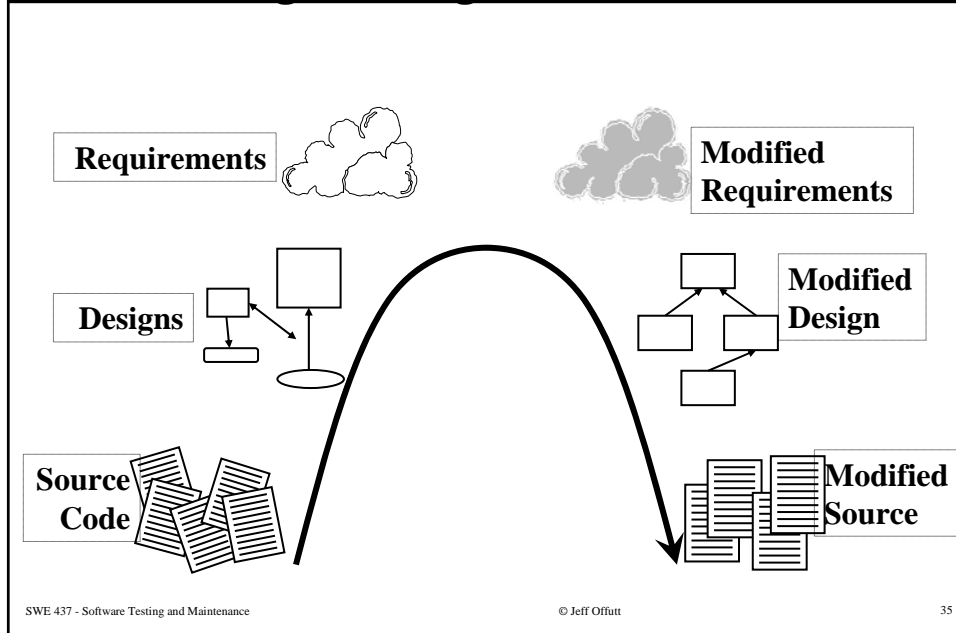 Requirements
Modified
Requirements
Designs
Modified
Design
Source
Code
Modified
Source
SWE 437 - Software Testing and Maintenance
© Jeff Offutt
35